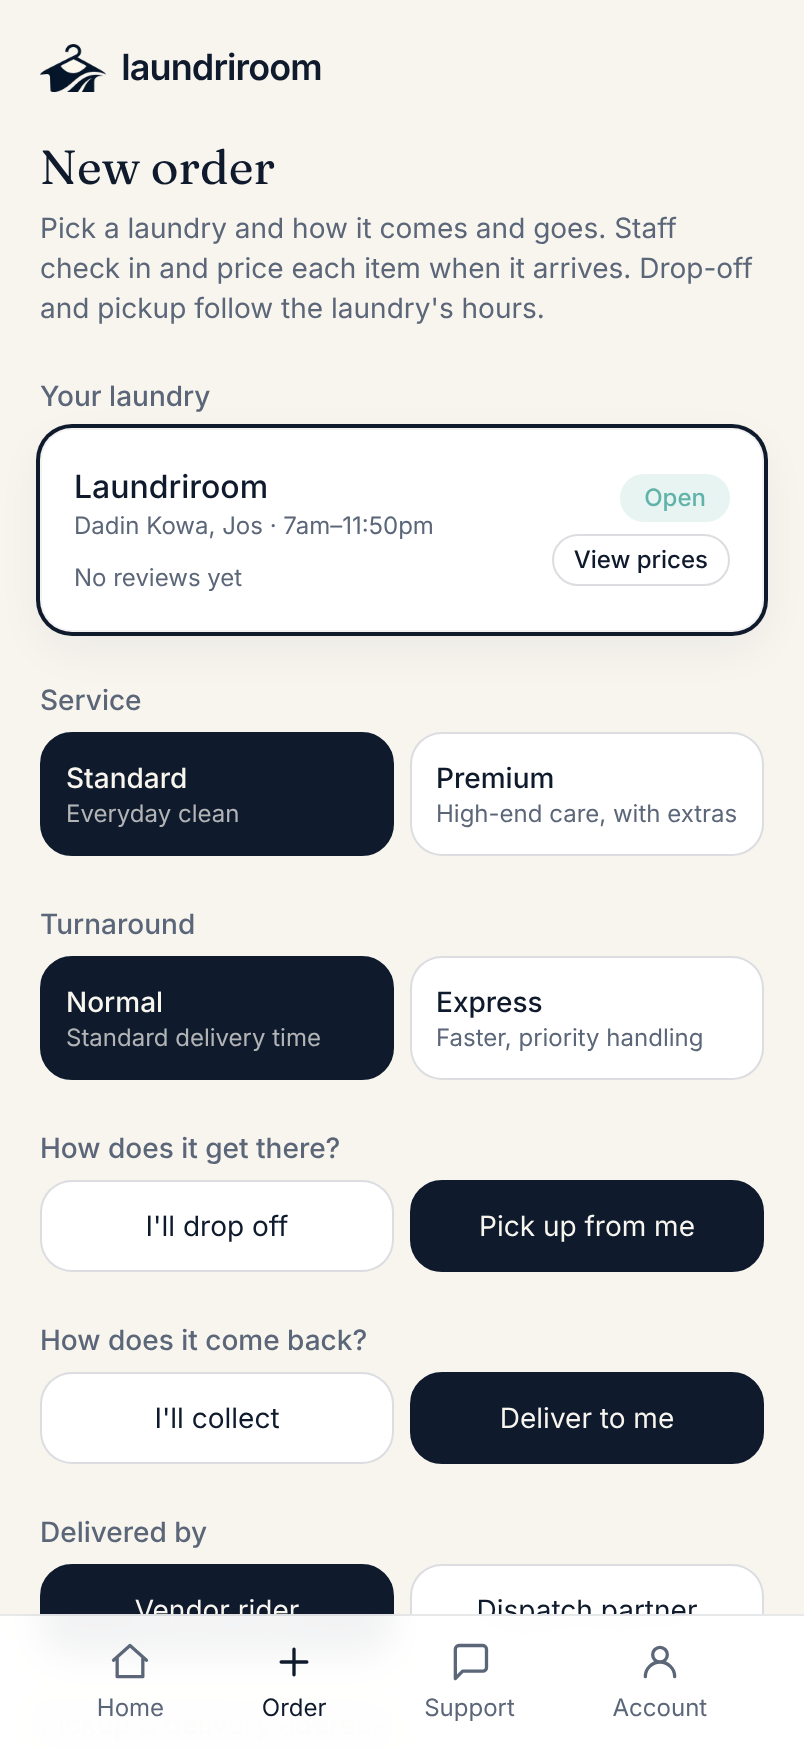 laundriroom
New order
Pick a laundry and how it comes and goes. Staff
check in and price each item when it arrives. Drop-off
and pickup follow the laundry's hours.
Your laundry
Laundriroom
Open
Dadin Kowa, Jos · 7am–11:50pm
View prices
No reviews yet
Service
Standard
Everyday clean
Premium
High-end care, with extras
Turnaround
Normal
Standard delivery time
Express
Faster, priority handling
How does it get there?
I'll drop off
Pick up from me
How does it come back?
I'll collect
Deliver to me
Delivered by
Vendor rider
Dispatch partner
Home
Order
Support
Account